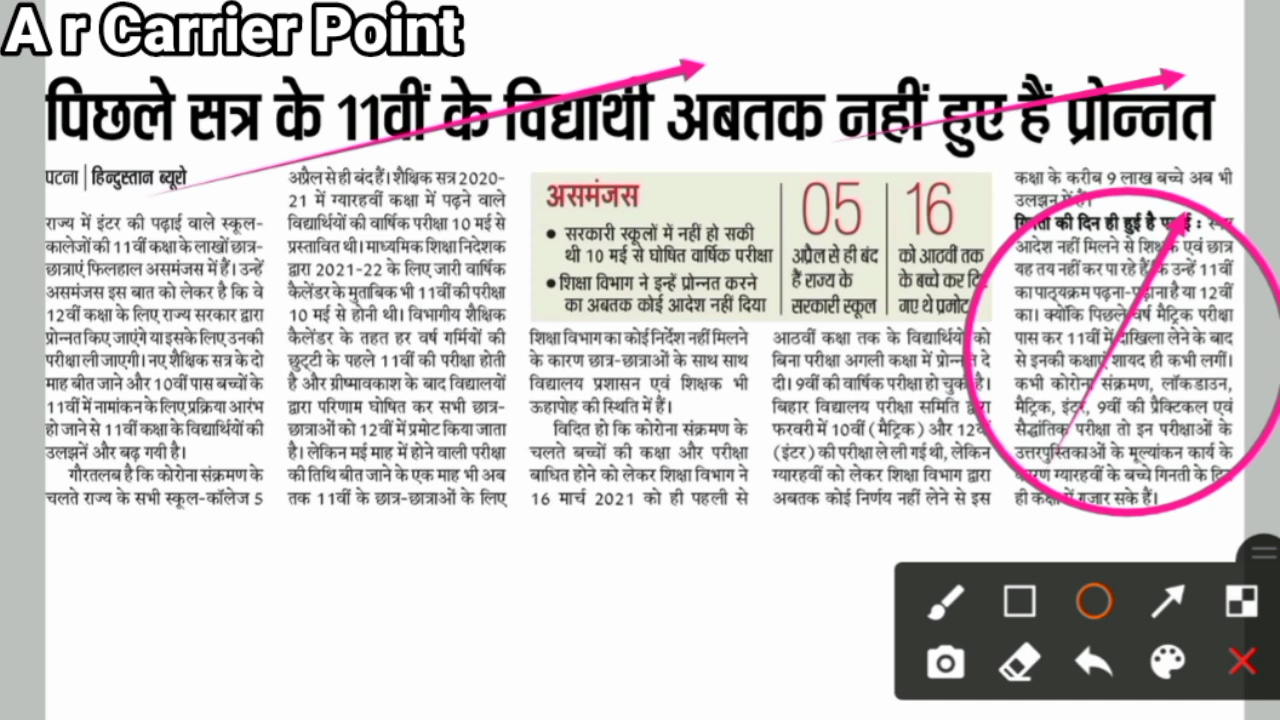 A r Carrier Point
पिछले सत्र के 11वीं के विद्यार्थी अबतक नहीं हुए हैं प्रोन्नत
पटना | हिन्दुस्तान ब्यूरो
राज्य में इंटर की पढ़ाई वाले स्कूल-
कालेजों की 11वीं कक्षा के लाखों छात्र-
छात्राएं फिलहाल असमंजस में हैं। उन्हें
असमंजस इस बात को लेकर है कि वे
12वीं कक्षा के लिए राज्य सरकार द्वारा
प्रोन्नत किए जाएंगे या इसके लिए उनकी
परीक्षा ली जाएगी। नए शैक्षिक सत्र के दो
माह बीत जाने और 10वीं पास बच्चों के
11वीं में नामांकन के लिए प्रक्रिया आरंभ
हो जाने से 11वीं कक्षा के विद्यार्थियों की
उलझनें और बढ़ गयी है।
गौरतलब है कि कोरोना संक्रमण के
चलते राज्य के सभी स्कूल-कॉलेज 5
अप्रैल से ही बंद हैं। शैक्षिक सत्र 2020-
21 में ग्यारहवीं कक्षा में पढ़ने वाले
विद्यार्थियों की वार्षिक परीक्षा 10 मई से
प्रस्तावित थी। माध्यमिक शिक्षा निदेशक
द्वारा 2021-22 के लिए जारी वार्षिक
कैलेंडर के मुताबिक भी 11वीं की परीक्षा
10 मई से होनी थी। विभागीय शैक्षिक
कैलेंडर के तहत हर वर्ष गर्मियों की
छुट्टी के पहले 11वीं की परीक्षा होती
है और ग्रीष्मावकाश के बाद विद्यालयों
द्वारा परिणाम घोषित कर सभी छात्र-
छात्राओं को 12वीं में प्रमोट किया जाता
है। लेकिन मई माह में होने वाली परीक्षा
की तिथि बीत जाने के एक माह भी अब
तक 11वीं के छात्र-छात्राओं के लिए
असमंजस
● सरकारी स्कूलों में नहीं हो सकी
थी 10 मई से घोषित वार्षिक परीक्षा
● शिक्षा विभाग ने इन्हें प्रोन्नत करने
का अबतक कोई आदेश नहीं दिया
05
अप्रैल से ही बंद
हैं राज्य के
सरकारी स्कूल
16
को आठवीं तक
के बच्चे कर दि
गए थे प्रमोट
शिक्षा विभाग का कोई निर्देश नहीं मिलने
के कारण छात्र-छात्राओं के साथ साथ
विद्यालय प्रशासन एवं शिक्षक भी
ऊहापोह की स्थिति में हैं।
विदित हो कि कोरोना संक्रमण के
चलते बच्चों की कक्षा और परीक्षा
बाधित होने को लेकर शिक्षा विभाग ने
16 मार्च 2021 को ही पहली से
आठवीं कक्षा तक के विद्यार्थियों को
बिना परीक्षा अगली कक्षा में प्रोन्नत दे
दी। 9वीं की वार्षिक परीक्षा हो चुकी है।
बिहार विद्यालय परीक्षा समिति द्वारा
फरवरी में 10वीं (मैट्रिक) और 12वीं
(इंटर) की परीक्षा ले ली गई थी, लेकिन
ग्यारहवीं को लेकर शिक्षा विभाग द्वारा
अबतक कोई निर्णय नहीं लेने से इस
कक्षा के करीब 9 लाख बच्चे अब भी
उलझन में हैं।
गिनती की दिन ही हुई है पढ़ाई :
आदेश नहीं मिलने से शिक्षक एवं छात्र
यह तय नहीं कर पा रहे हैं कि उन्हें 11वीं
का पाठ्यक्रम पढ़ना-पढ़ाना है या 12वीं
का। क्योंकि पिछले वर्ष मैट्रिक परीक्षा
पास कर 11वीं में दाखिला लेने के बाद
से इनकी कक्षाएं शायद ही कभी लगीं।
कभी कोरोना संक्रमण, लॉकडाउन,
मैट्रिक, इंटर, 9वीं की प्रैक्टिकल एवं
सैद्धांतिक परीक्षा तो इन परीक्षाओं के
उत्तरपुस्तिकाओं के मूल्यांकन कार्य के
कारण ग्यारहवीं के बच्चे गिनती के दिन
ही कक्षा में गुजार सके हैं।